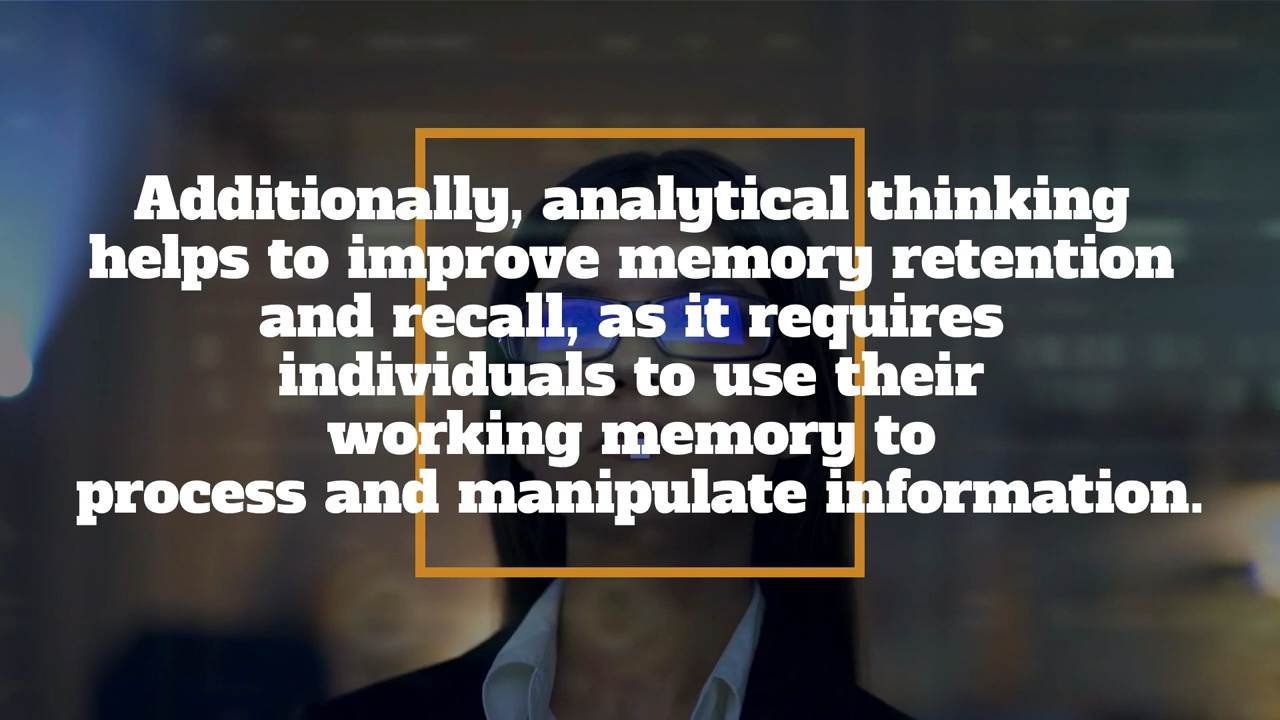 Additionally, analytical thinking
helps to improve memory retention
and recall, as it requires
individuals to use their
working memory to
process and manipulate information.